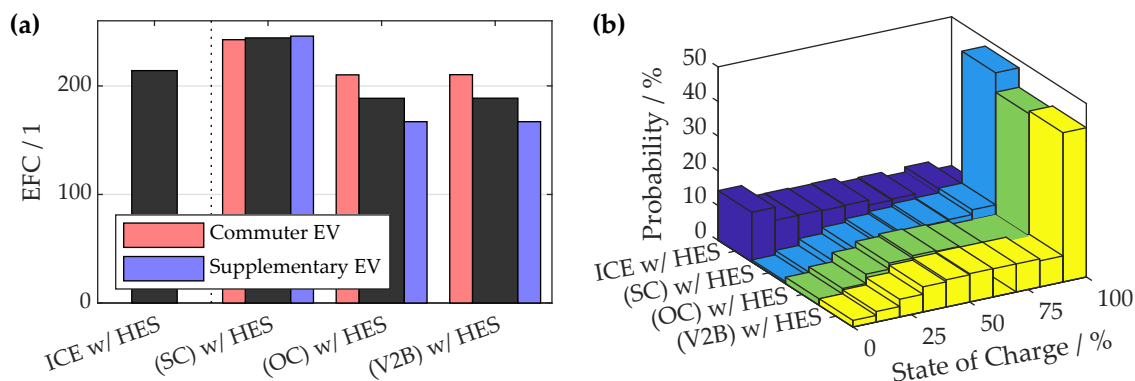 (a)
EFC / 1
200
100
0
Commuter EV
Supplementary EV
ICE w/ HES
(SC) w/ HES
(OC) w/ HES
(V2B) w/ HES
(b)
Probability / %
50
40
30
20
10
0
ICE w/ HES
(SC) w/ HES
(OC) w/ HES
(V2B) w/ HES
0
25
50
75
100
State of Charge / %